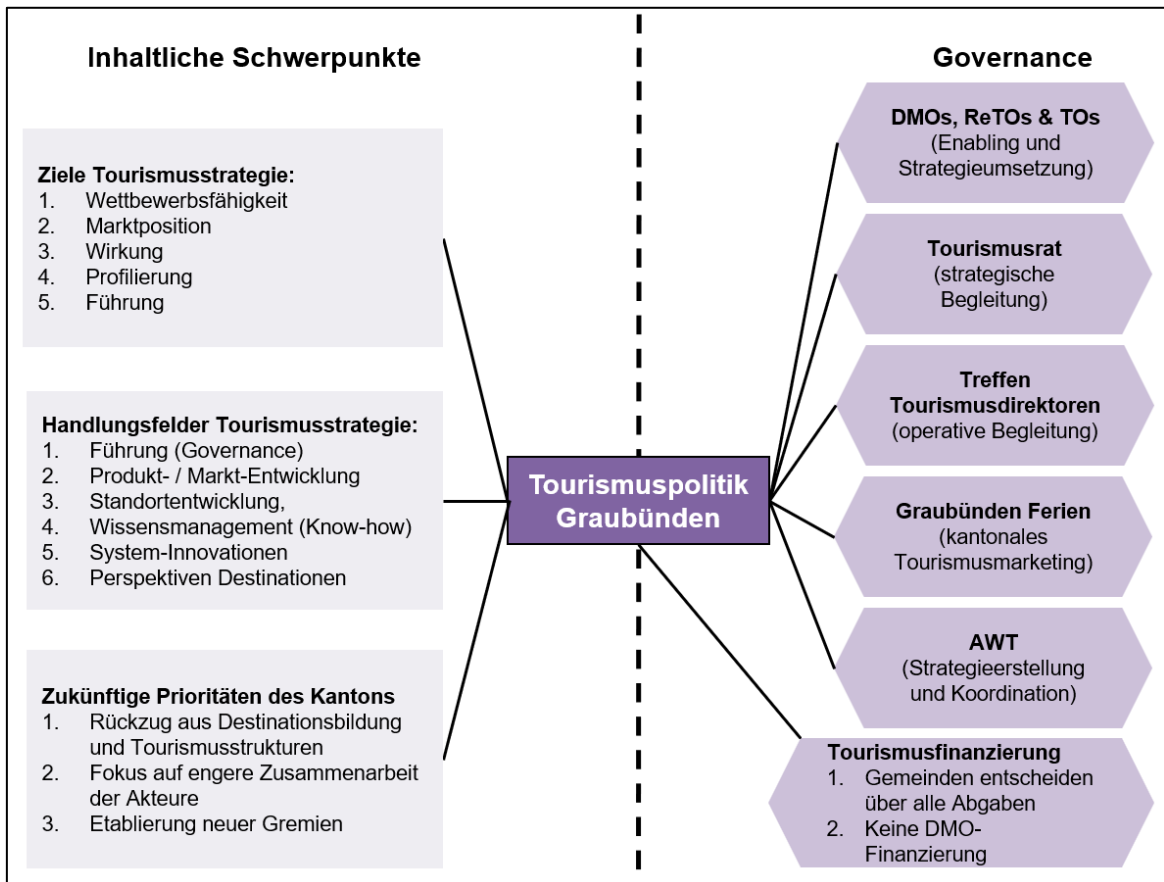 Inhaltliche Schwerpunkte
Ziele Tourismusstrategie:
1. Wettbewerbsfähigkeit
2. Marktposition
3. Wirkung
4. Profilierung
5. Führung
Handlungsfelder Tourismusstrategie:
1. Führung (Governance)
2. Produkt- / Markt-Entwicklung
3. Standortentwicklung,
4. Wissensmanagement (Know-how)
5. System-Innovationen
6. Perspektiven Destinationen
Zukünftige Prioritäten des Kantons
1. Rückzug aus Destinationsbildung
und Tourismusstrukturen
2. Fokus auf engere Zusammenarbeit
der Akteure
3. Etablierung neuer Gremien
Tourismuspolitik
Graubünden
Governance
DMOs, ReTOs & TOs
(Enabling und
Strategieumsetzung)
Tourismusrat
(strategische
Begleitung)
Treffen
Tourismusdirektoren
(operative Begleitung)
Graubünden Ferien
(kantonales
Tourismusmarketing)
AWT
(Strategieerstellung
und Koordination)
Tourismusfinanzierung
1. Gemeinden entscheiden
über alle Abgaben
2. Keine DMO-
Finanzierung